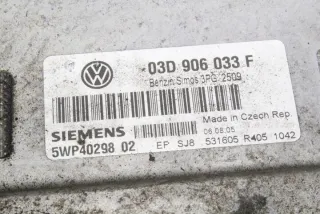 03D 906 033 F
Benzin Simos 3PG 2509
Made in Czech Rep.
SIEMENS
06.08.05
5WP40298 02
EP SJ8 531605 R405 1042